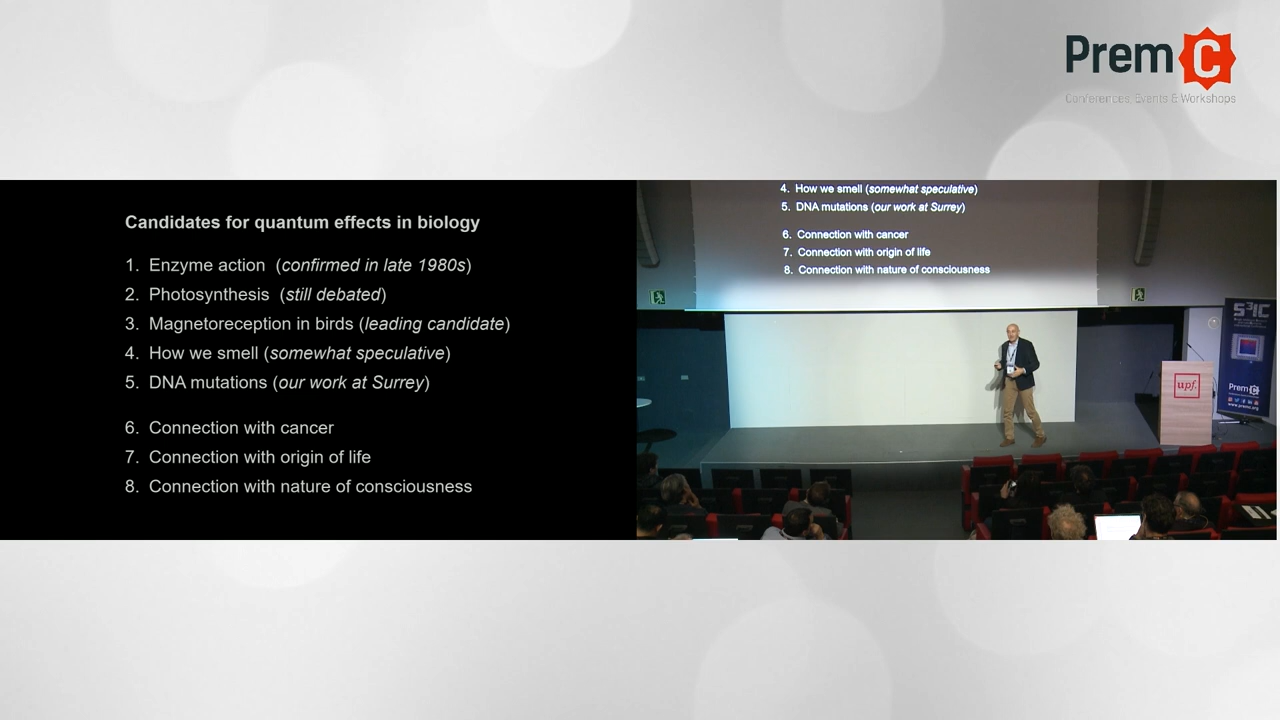 Prem C
Conferences, Events & Workshops
Candidates for quantum effects in biology
1. Enzyme action (confirmed in late 1980s)
2. Photosynthesis (still debated)
3. Magnetoreception in birds (leading candidate)
4. How we smell (somewhat speculative)
5. DNA mutations (our work at Surrey)
6. Connection with cancer
7. Connection with origin of life
8. Connection with nature of consciousness
4. How we smell (somewhat speculative)
5. DNA mutations (our work at Surrey)
6. Connection with cancer
7. Connection with origin of life
8. Connection with nature of consciousness
S3IC
upf.
Prem C
www.premc.org